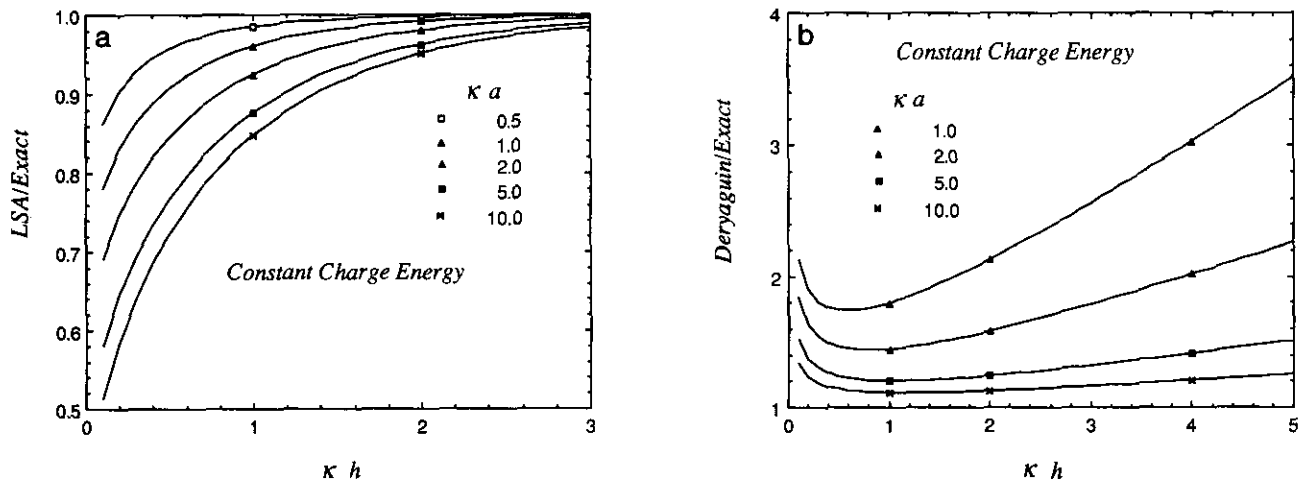 a
1.0
0.9
0.8
0.7
0.6
0.5
LSA/Exact
κ a
0.5
1.0
2.0
5.0
10.0
Constant Charge Energy
0 1 2 3
κ h
b
4
3
2
1
Deryaguin/Exact
Constant Charge Energy
κ a
1.0
2.0
5.0
10.0
0 1 2 3 4 5
κ h